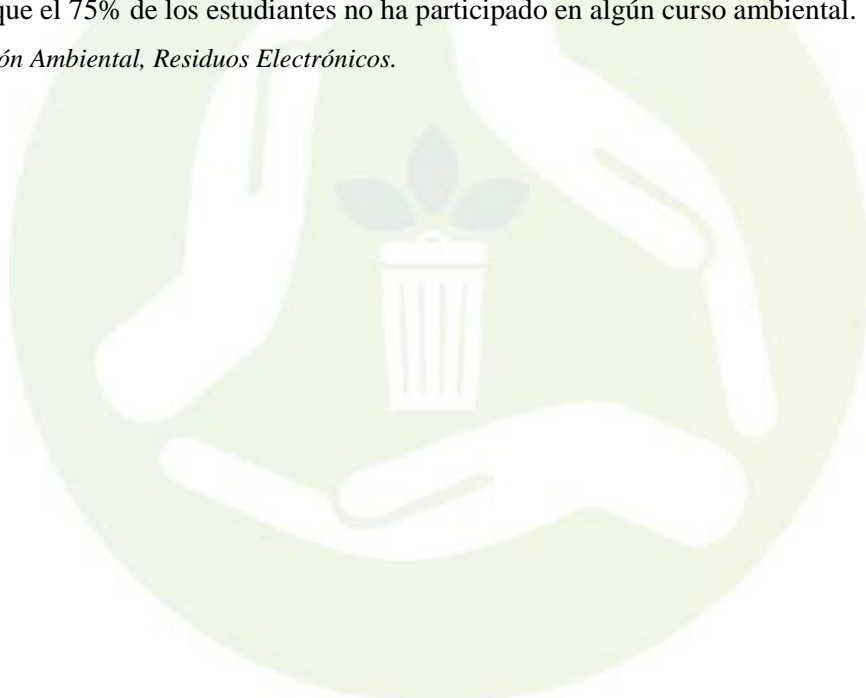 que el 75% de los estudiantes no ha participado en algún curso ambiental.
ón Ambiental, Residuos Electrónicos.